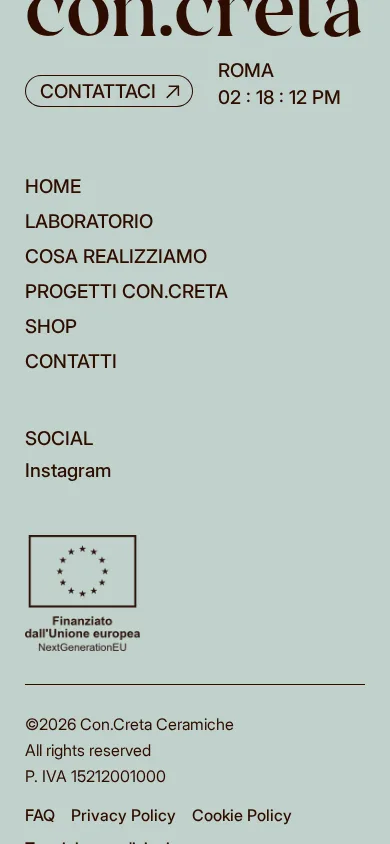 con.creta
CONTATTACI
ROMA
02 : 18 : 12 PM
HOME
LABORATORIO
COSA REALIZZIAMO
PROGETTI CON.CRETA
SHOP
CONTATTI
SOCIAL
Instagram
Finanziato
dall'Unione europea
NextGenerationEU
©2026 Con.Creta Ceramiche
All rights reserved
P. IVA 15212001000
FAQ Privacy Policy Cookie Policy